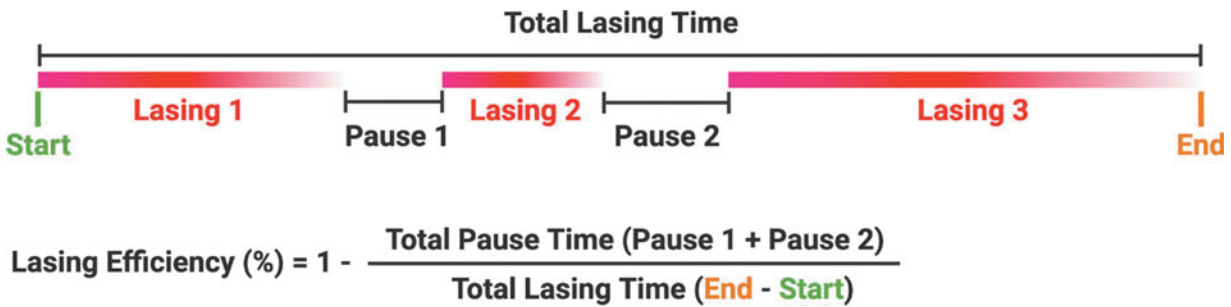 Total Lasing Time
Lasing 1 Lasing 2 Lasing 3
Start Pause 1 Pause 2 End
Lasing Efficiency (%) = 1 - Total Pause Time (Pause 1 + Pause 2)
Total Lasing Time (End - Start)